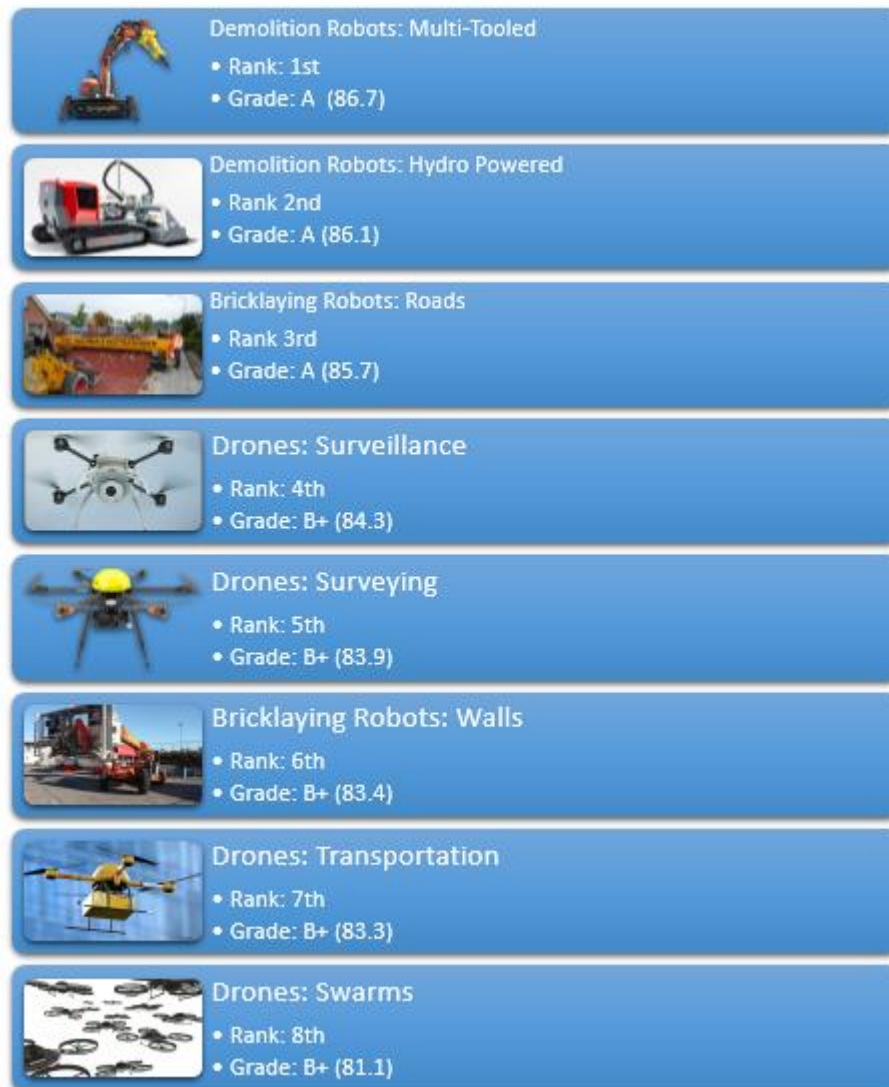 Demolition Robots: Multi-Tooled
• Rank: 1st
• Grade: A (86.7)
Demolition Robots: Hydro Powered
• Rank 2nd
• Grade: A (86.1)
Bricklaying Robots: Roads
• Rank 3rd
• Grade: A (85.7)
Drones: Surveillance
• Rank: 4th
• Grade: B+ (84.3)
Drones: Surveying
• Rank: 5th
• Grade: B+ (83.9)
Bricklaying Robots: Walls
• Rank: 6th
• Grade: B+ (83.4)
Drones: Transportation
• Rank: 7th
• Grade: B+ (83.3)
Drones: Swarms
• Rank: 8th
• Grade: B+ (81.1)